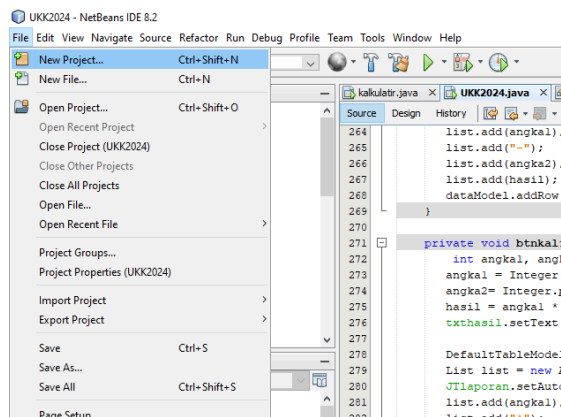 UKK2024 - NetBeans IDE 8.2
File Edit View Navigate Source Refactor Run Debug Profile Team Tools Window Help
New Project... Ctrl+Shift+N
New File... Ctrl+N
Open Project... Ctrl+Shift+O
Open Recent Project
Close Project (UKK2024)
Close Other Projects
Close All Projects
Open File...
Open Recent File
Project Groups...
Project Properties (UKK2024)
Import Project
Export Project
Save Ctrl+S
Save As...
Save All Ctrl+Shift+S
Page Setup
kalkulatir.java UKK2024.java
Source Design History
264 list.add(angka1)
265 list.add("-");
266 list.add(angka2)
267 list.add(hasil);
268 dataModel.addRow
269 }
270
271 private void btnkal
272 int angka1, ang
273 angka1 = Integer
274 angka2= Integer.
275 hasil = angka1 *
276 txthasil.setText
277
278 DefaultTableModel
279 List list = new
280 JTlaporan.setAuto
281 list.add(angka1)